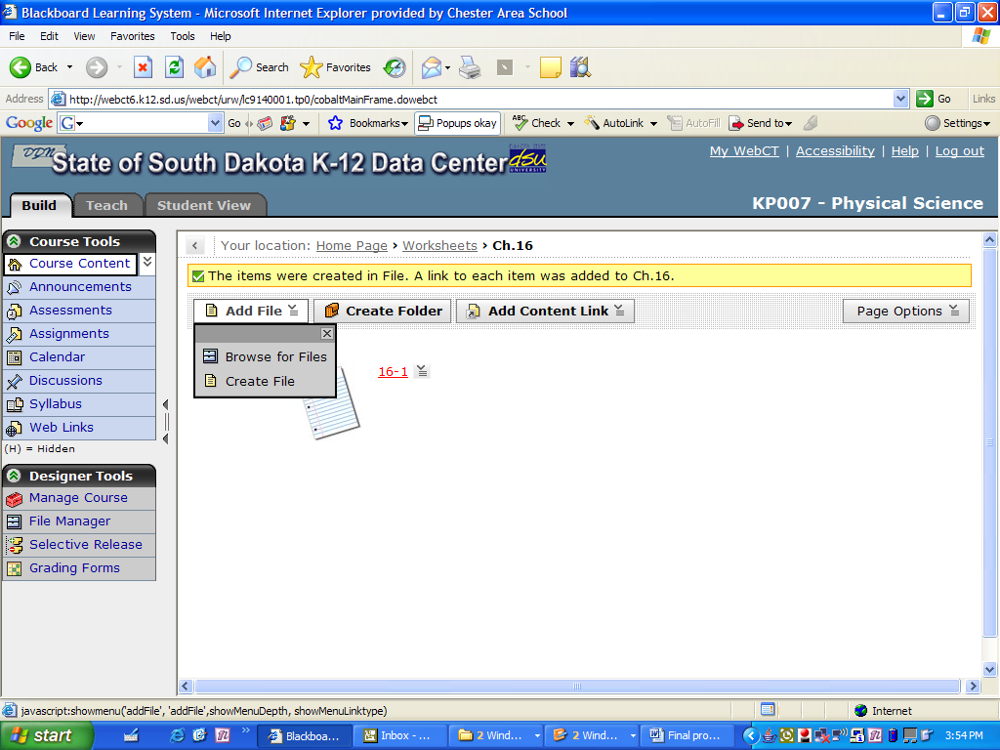 Blackboard Learning System - Microsoft Internet Explorer provided by Chester Area School
File Edit View Favorites Tools Help
Back Search Favorites
Address http://webct6.k12.sd.us/webct/urw/lc9140001.tp0/cobaltMainFrame.dowebct Go Links
Google G Go Bookmarks Popups okay Check AutoLink AutoFill Send to Settings
DDN State of South Dakota K-12 Data Center dsu UNIVERSITY
My WebCT | Accessibility | Help | Log out
Build Teach Student View
KP007 - Physical Science
Course Tools
Course Content
Announcements
Assessments
Assignments
Calendar
Discussions
Syllabus
Web Links
(H) = Hidden
Designer Tools
Manage Course
File Manager
Selective Release
Grading Forms
Your location: Home Page › Worksheets › Ch.16
The items were created in File. A link to each item was added to Ch.16.
Add File Create Folder Add Content Link Page Options
Browse for Files
Create File
16-1
javascript:showmenu('addFile', 'addFile',showMenuDepth, showMenuLinktype) Internet
start Blackboa... Inbox - ... 2 Wind... 2 Wind... Final pro... 3:54 PM